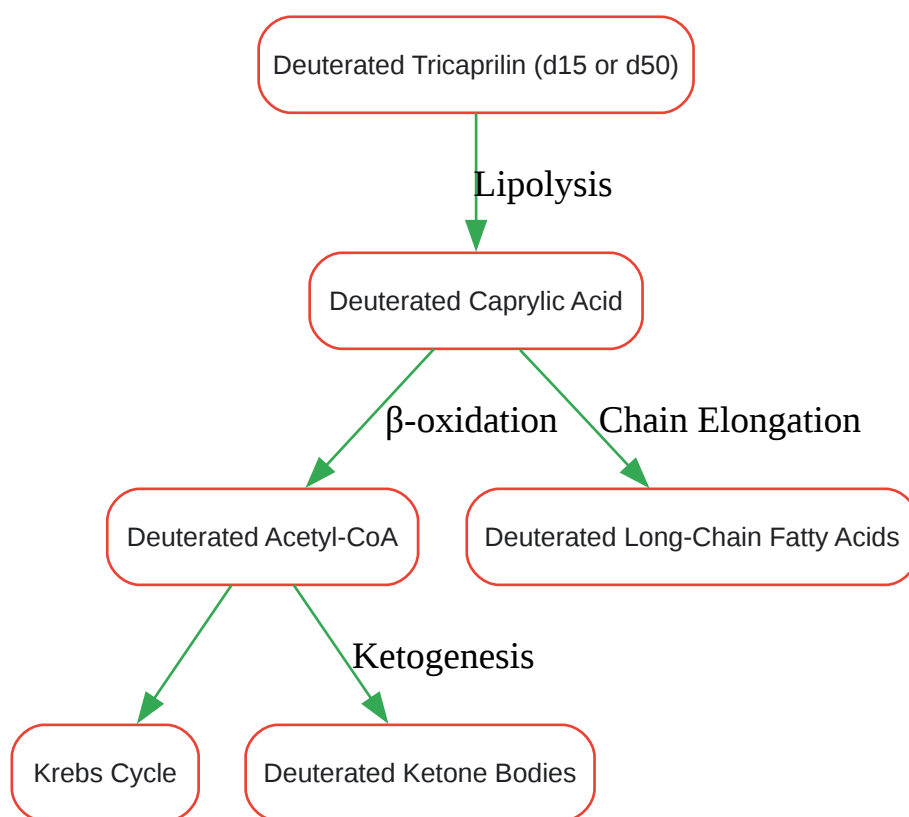 Deuterated Tricaprilin (d15 or d50)
Lipolysis
Deuterated Caprylic Acid
β-oxidation
Chain Elongation
Deuterated Acetyl-CoA
Deuterated Long-Chain Fatty Acids
Ketogenesis
Krebs Cycle
Deuterated Ketone Bodies